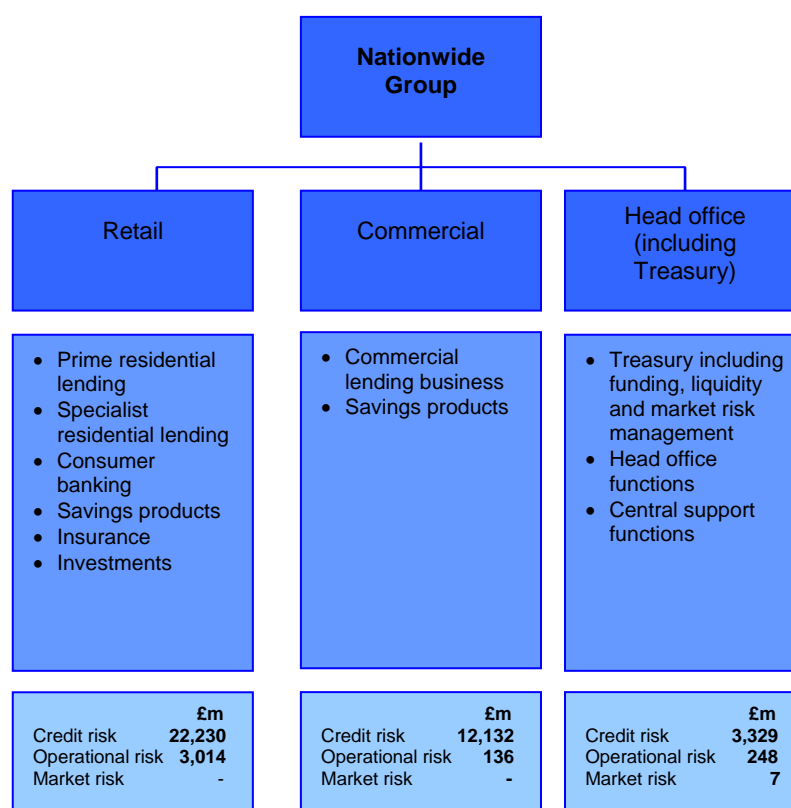 Nationwide
Group
Retail
Commercial
Head office
(including
Treasury)
• Prime residential
lending
• Specialist
residential lending
• Consumer
banking
• Savings products
• Insurance
• Investments
• Commercial
lending business
• Savings products
• Treasury including
funding, liquidity
and market risk
management
• Head office
functions
• Central support
functions
£m
Credit risk 22,230
Operational risk 3,014
Market risk -
£m
Credit risk 12,132
Operational risk 136
Market risk -
£m
Credit risk 3,329
Operational risk 248
Market risk 7